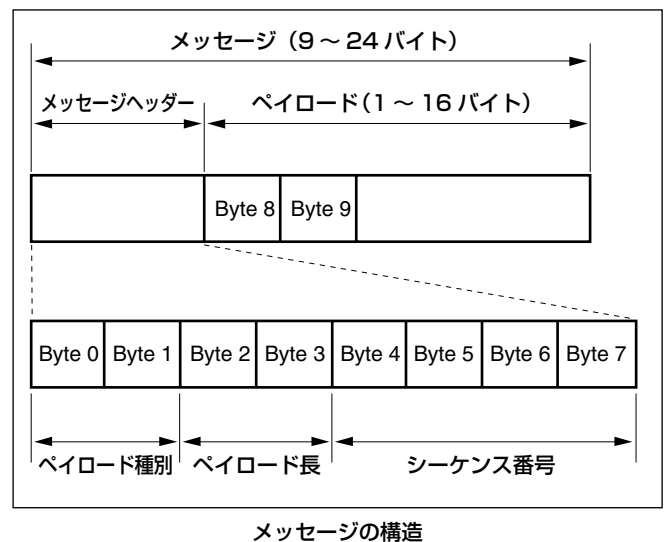 メッセージ（9 ～ 24 バイト）
メッセージヘッダー ペイロード（1 ～ 16 バイト）
Byte 8 Byte 9
Byte 0 Byte 1 Byte 2 Byte 3 Byte 4 Byte 5 Byte 6 Byte 7
ペイロード種別 ペイロード長 シーケンス番号
メッセージの構造